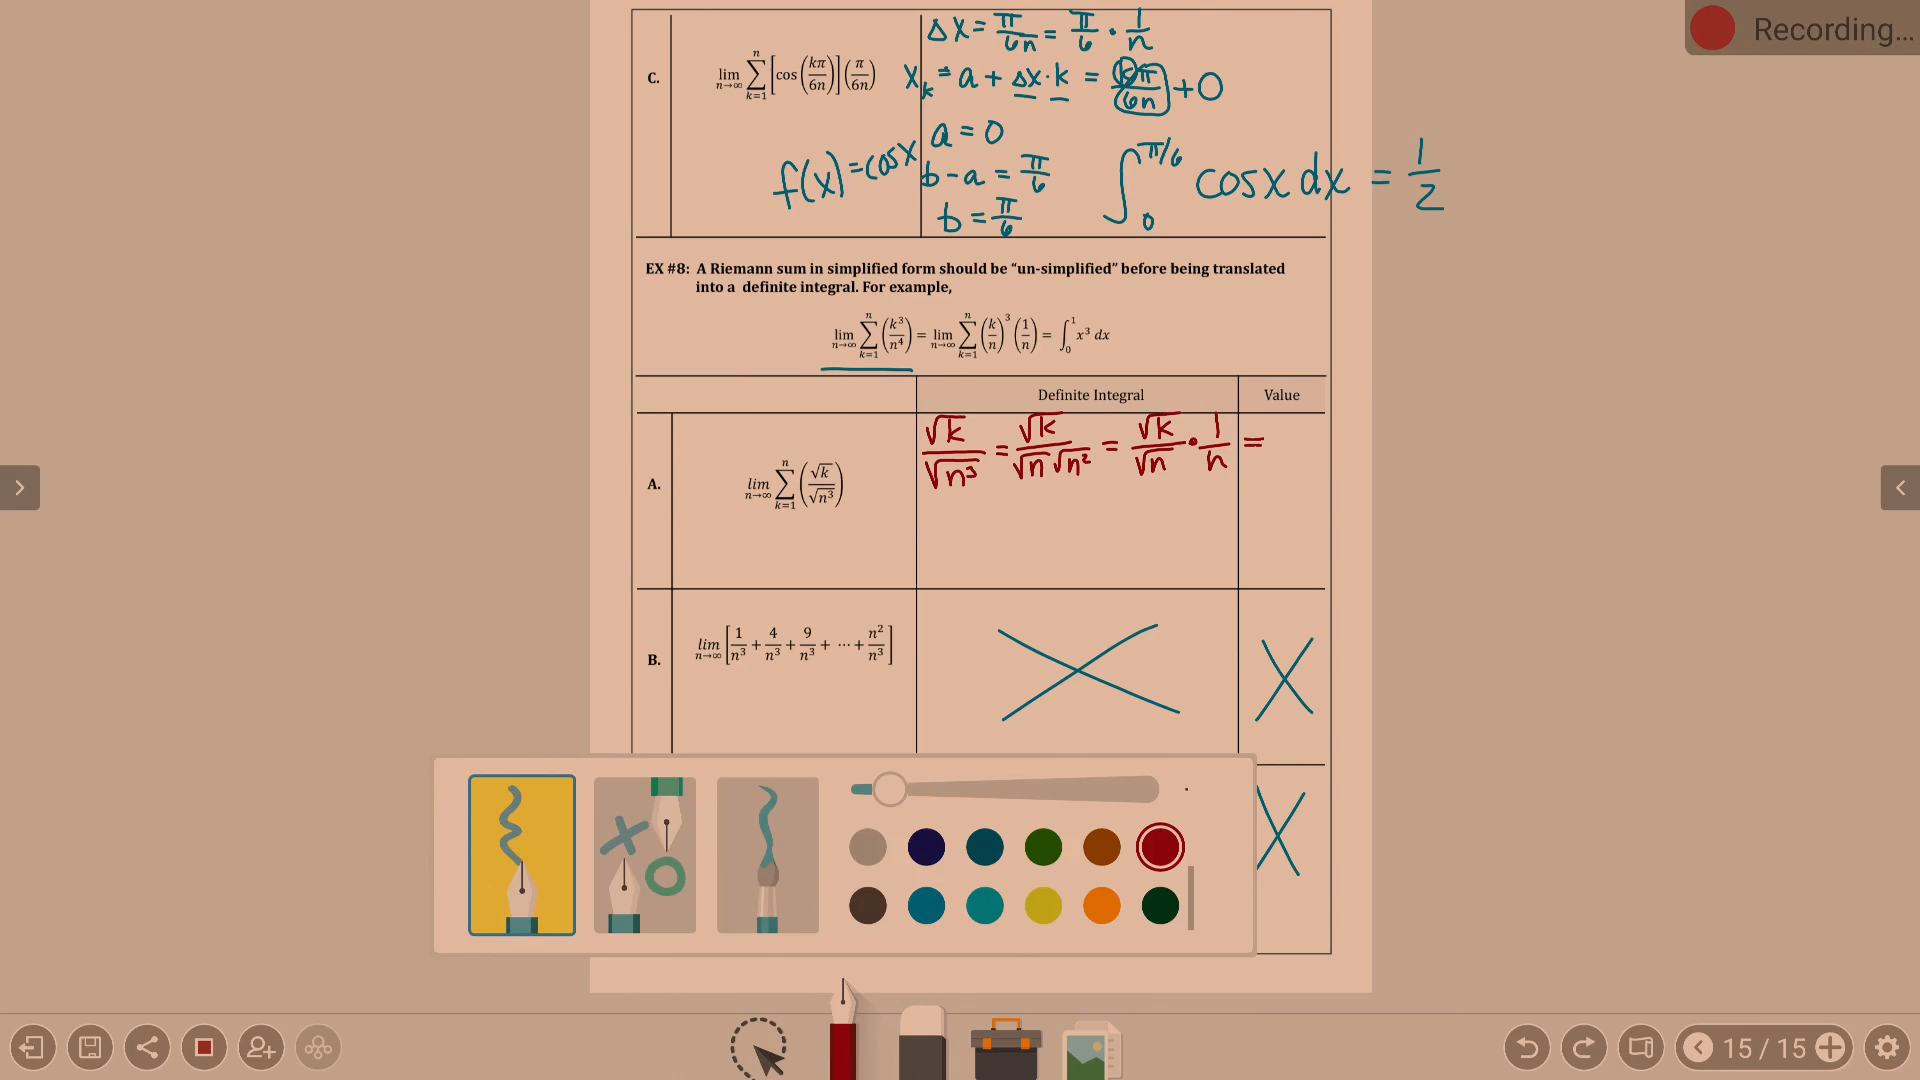 Recording...
C. lim n→∞ n ∑ k=1 [cos (kπ/6n)] (π/6n)
Δx = π/6n = π/6 · 1/n
x_k = a + Δx·k = kπ/6n + 0
a = 0
f(x) = cos x
b - a = π/6
b = π/6
∫_0^π/6 cos x dx = 1/2
EX #8: A Riemann sum in simplified form should be “un-simplified” before being translated
into a definite integral. For example,
lim n→∞ n ∑ k=1 (k³/n⁴) = lim n→∞ n ∑ k=1 (k/n)³ (1/n) = ∫_0^1 x³ dx
Definite Integral Value
A. lim n→∞ n ∑ k=1 (√k/√n³)
√k/√n³ = √k/√n√n² = √k/√n · 1/n =
B. lim n→∞ [1/n³ + 4/n³ + 9/n³ + ⋯ + n²/n³]
15 / 15